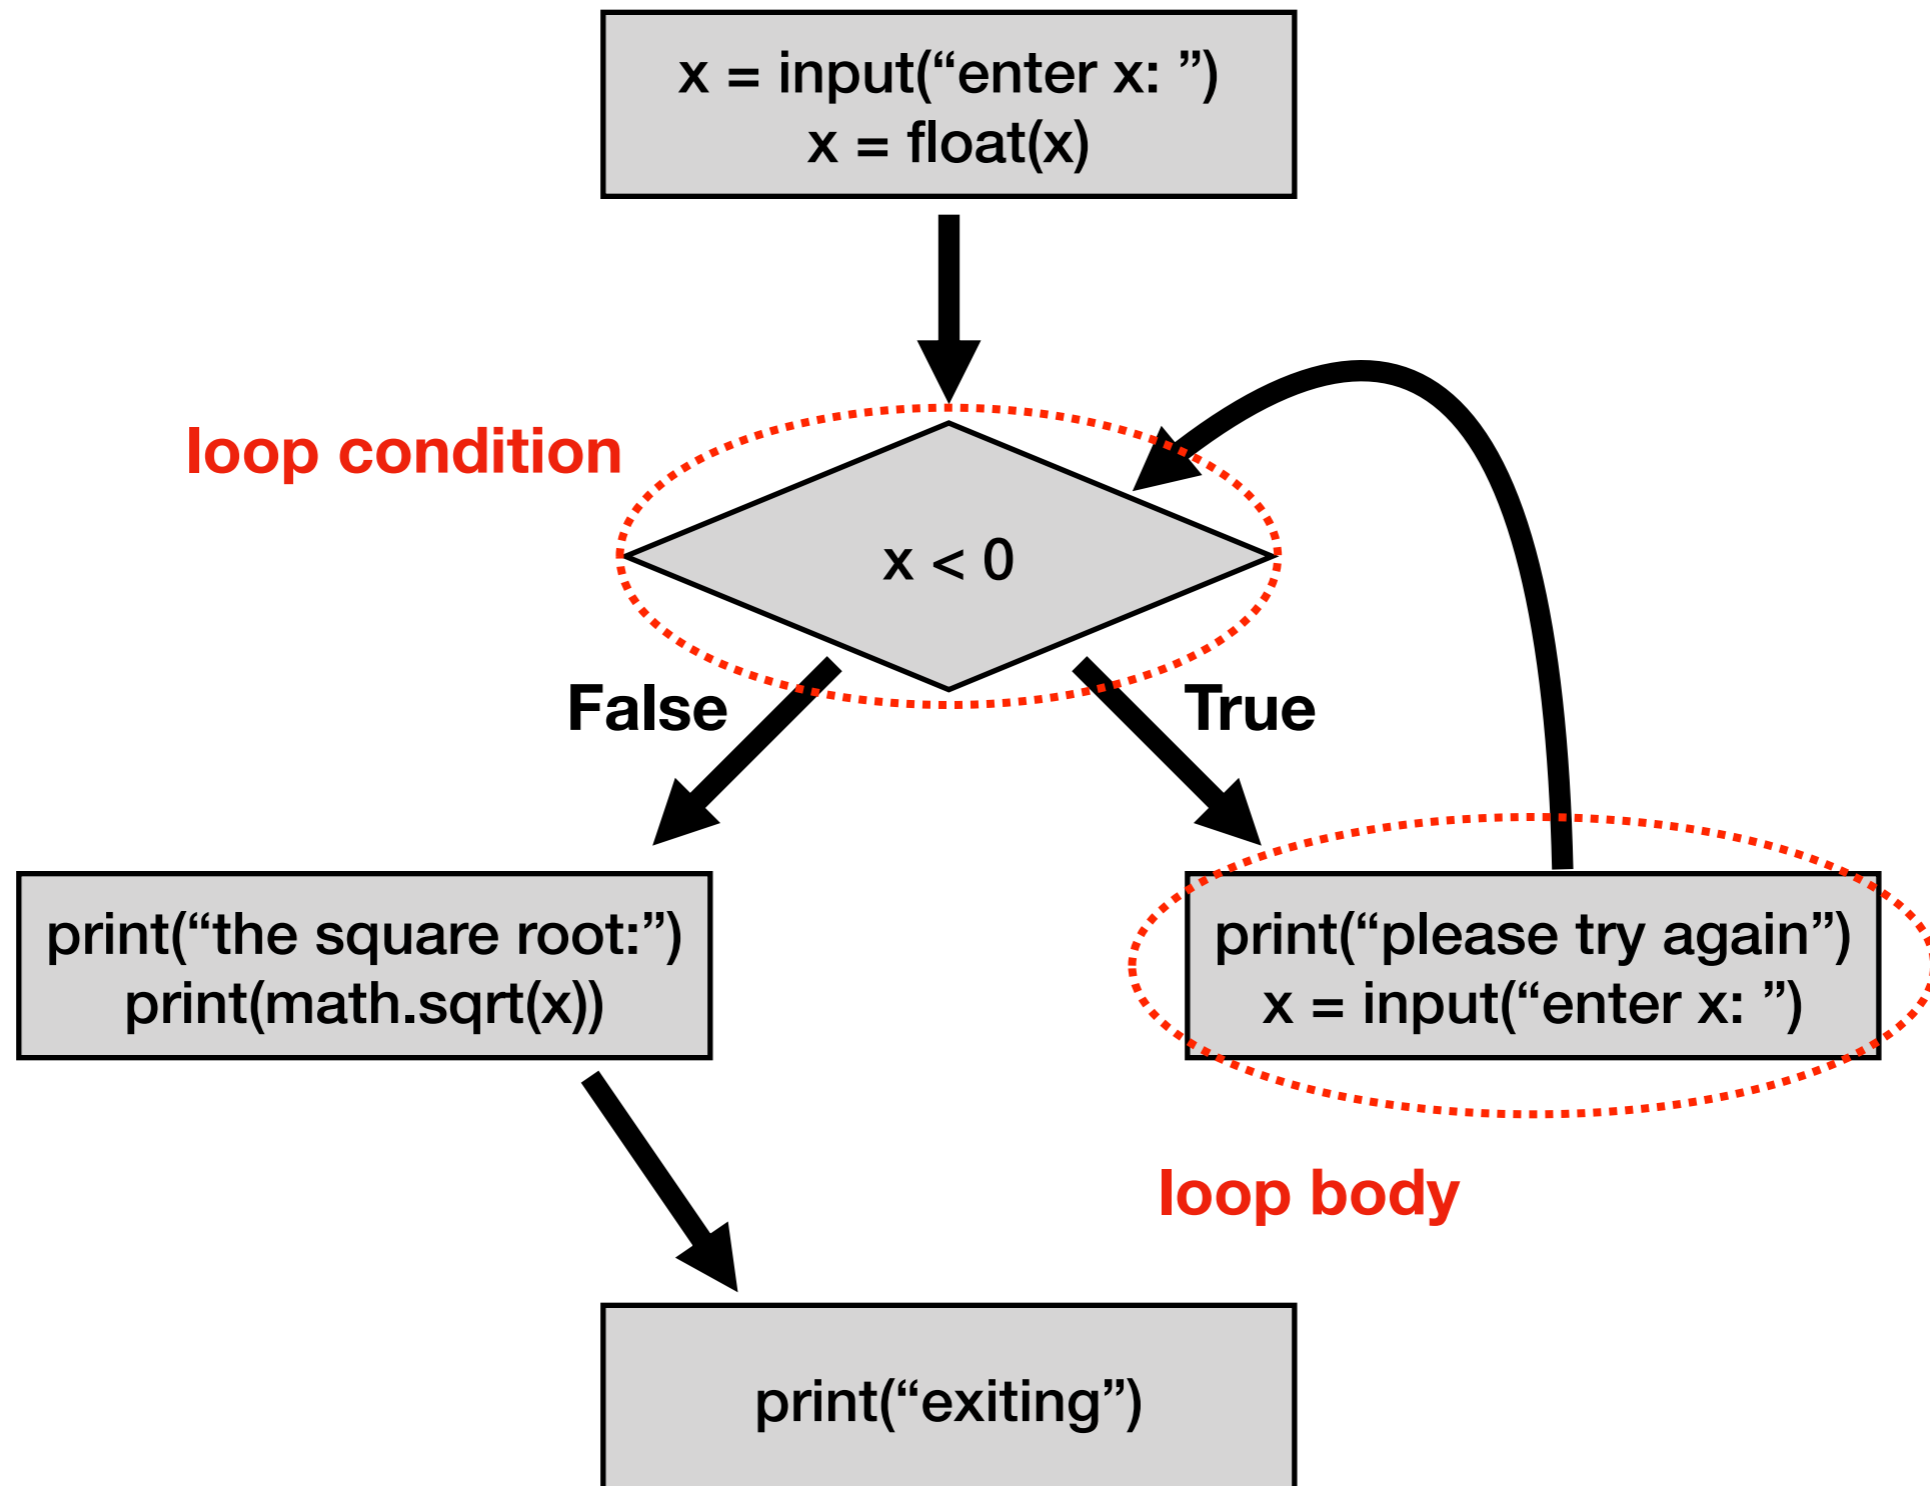 x = input(“enter x: ”)
x = float(x)
loop condition
x < 0
False
True
print(“the square root:”)
print(math.sqrt(x))
print(“please try again”)
x = input(“enter x: ”)
loop body
print(“exiting”)